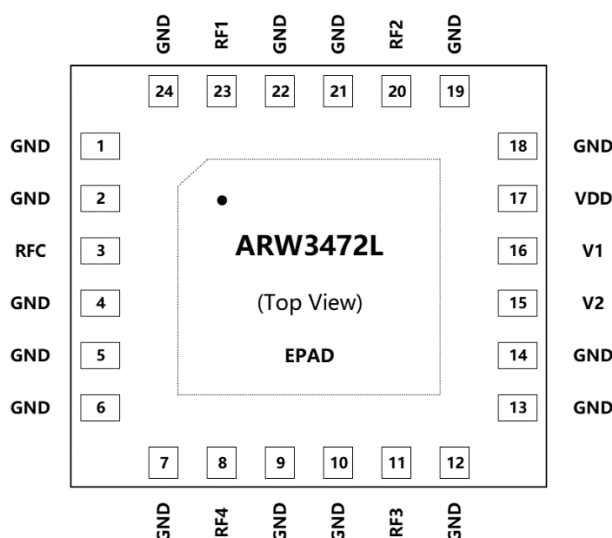 GND RF1 GND GND RF2 GND
24 23 22 21 20 19
GND 1 18 GND
GND 2 17 VDD
RFC 3 ARW3472L 16 V1
GND 4 (Top View) 15 V2
GND 5 EPAD 14 GND
GND 6 13 GND
7 8 9 10 11 12
GND RF4 GND GND RF3 GND